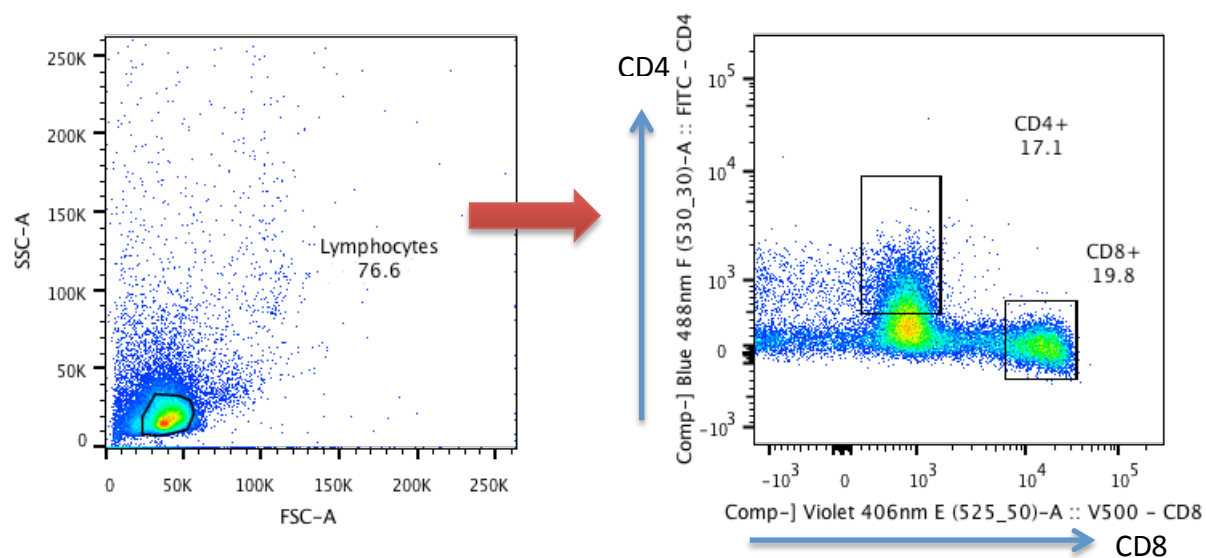 250K
200K
150K
100K
50K
0
SSC-A
Lymphocytes
76.6
0
50K
100K
150K
200K
250K
FSC-A
CD4
Comp-] Blue 488nm F (530_30)-A :: FITC - CD4
10^5
10^4
10^3
0
-10^3
CD4+
17.1
CD8+
19.8
-10^3
0
10^3
10^4
10^5
Comp-] Violet 406nm E (525_50)-A :: V500 - CD8
CD8